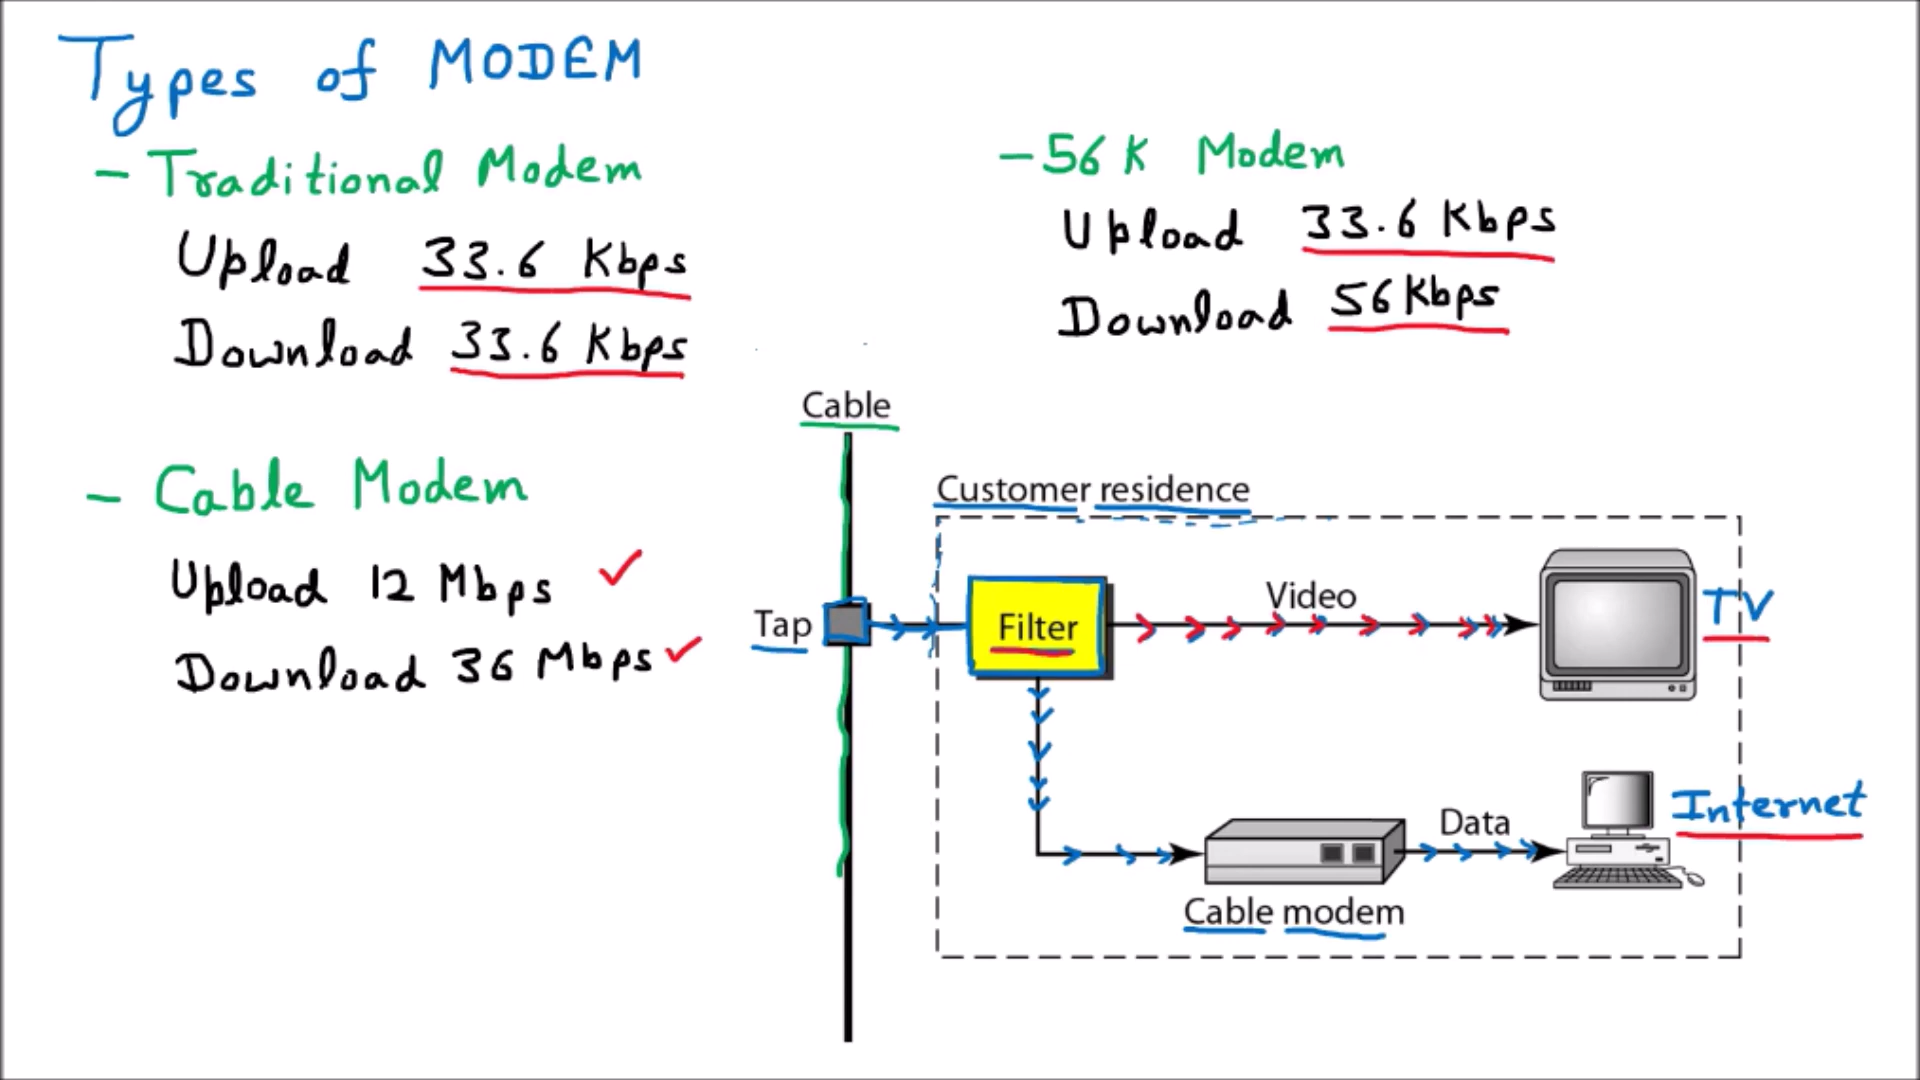 Types of MODEM
- Traditional Modem
Upload 33.6 Kbps
Download 33.6 Kbps
- 56 K Modem
Upload 33.6 Kbps
Download 56 Kbps
- Cable Modem
Upload 12 Mbps
Download 36 Mbps
Cable
Customer residence
Tap
Filter
Video
TV
Data
Internet
Cable modem